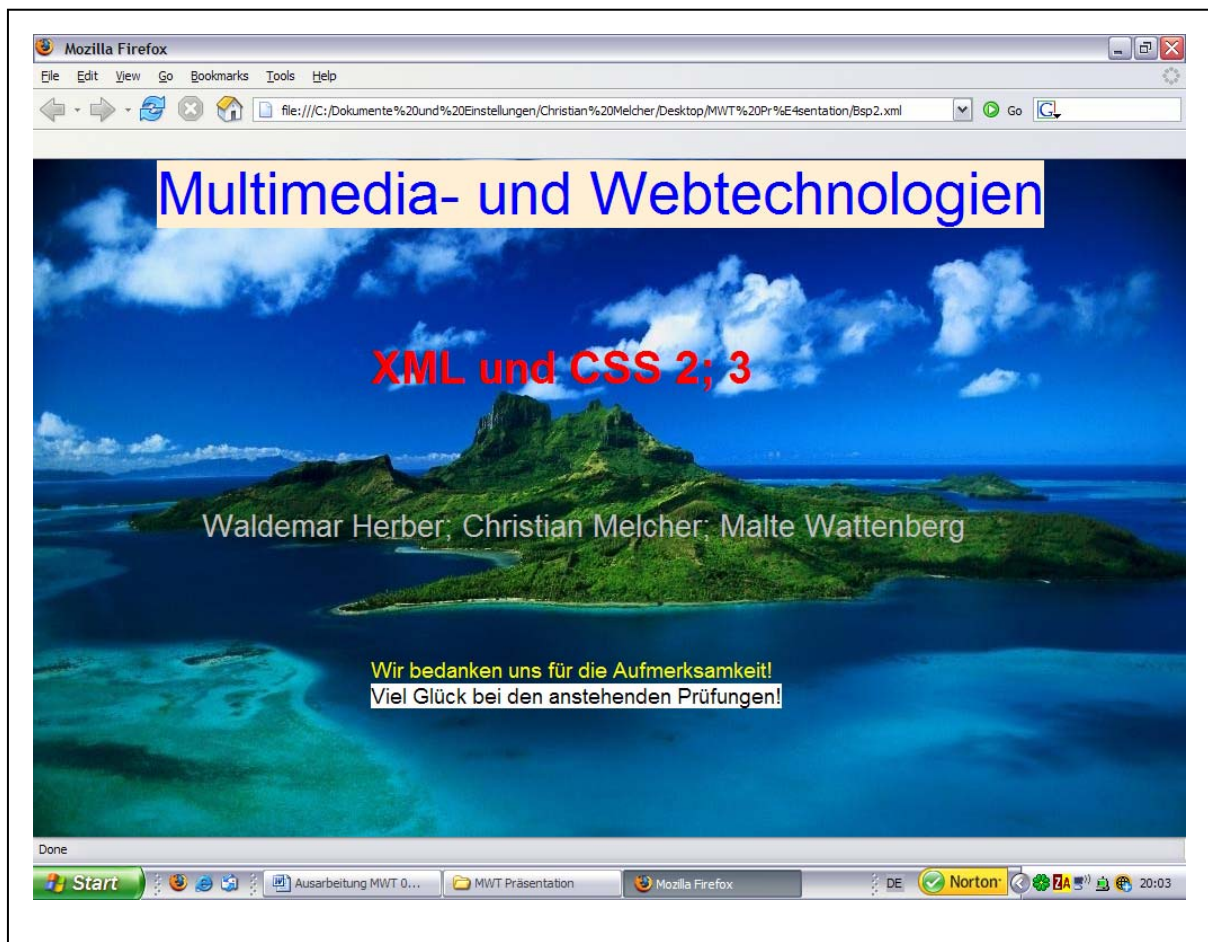 Mozilla Firefox
File Edit View Go Bookmarks Tools Help
file:///C:/Dokumente%20und%20Einstellungen/Christian%20Melcher/Desktop/MWT%20Pr%E4sentation/Bsp2.xml Go G
Multimedia- und Webtechnologien
XML und CSS 2; 3
Waldemar Herber; Christian Melcher; Malte Wattenberg
Wir bedanken uns für die Aufmerksamkeit!
Viel Glück bei den anstehenden Prüfungen!
Done
Start Ausarbeitung MWT 0... MWT Präsentation Mozilla Firefox DE Norton ZA 20:03